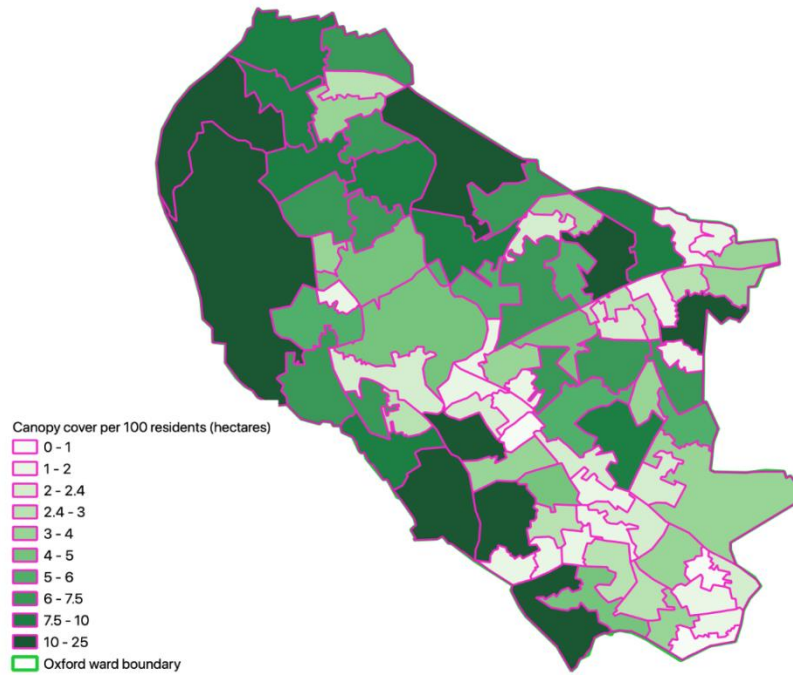 Canopy cover per 100 residents (hectares)
0 - 1
1 - 2
2 - 2.4
2.4 - 3
3 - 4
4 - 5
5 - 6
6 - 7.5
7.5 - 10
10 - 25
Oxford ward boundary